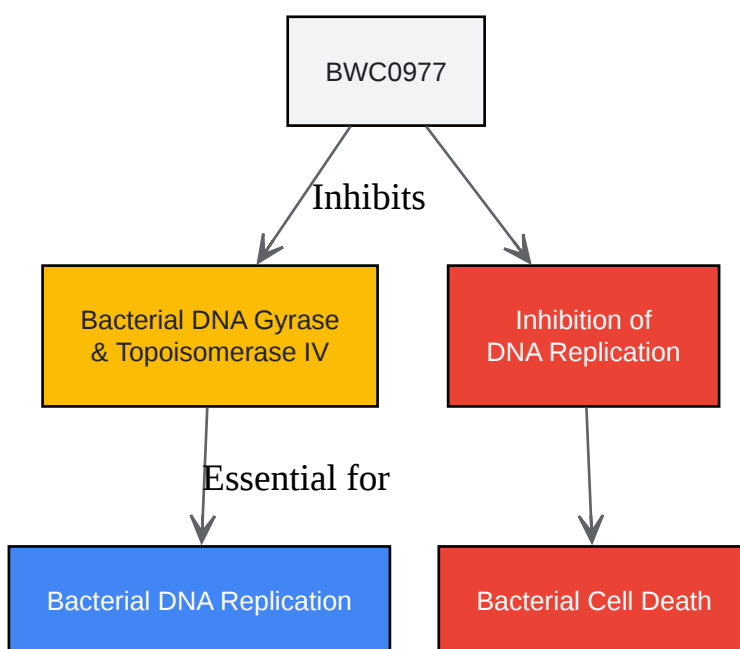 BWC0977
Inhibits
Bacterial DNA Gyrase
& Topoisomerase IV
Inhibition of
DNA Replication
Essential for
Bacterial DNA Replication
Bacterial Cell Death